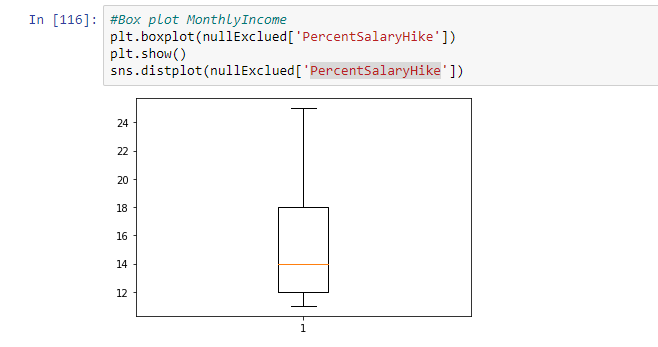 In [116]: #Box plot MonthlyIncome
plt.boxplot(nullExclued['PercentSalaryHike'])
plt.show()
sns.distplot(nullExclued['PercentSalaryHike'])
24
22
20
18
16
14
12
1